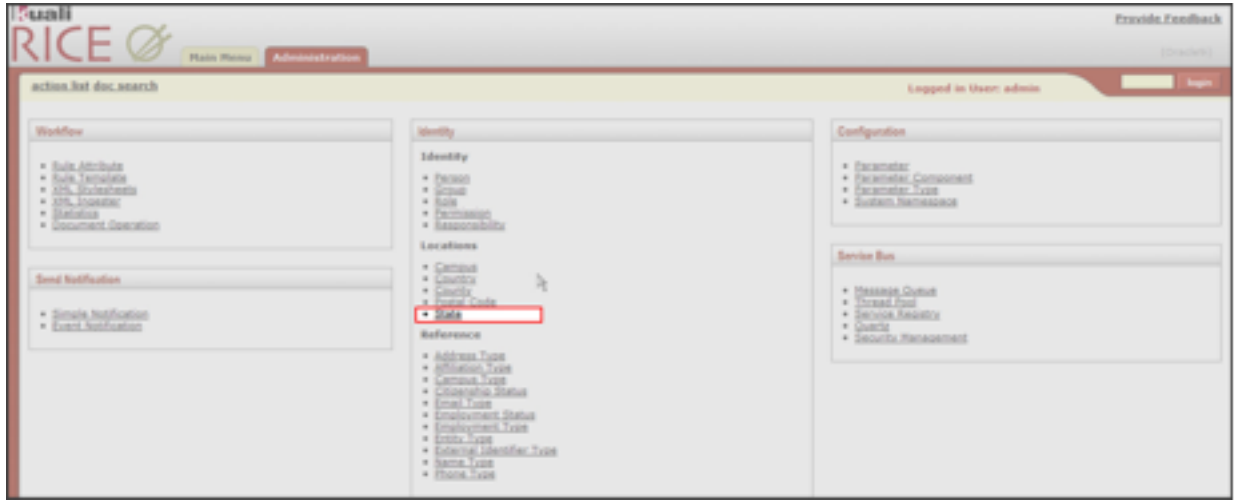 Kuali
RICE
Main Menu
Administration
Provide Feedback
action list doc search
Logged in User: admin
login
Workflow
Rule Attribute
Rule Template
XML Stylesheets
XML Ingester
Statistics
Document Operation
Send Notification
Simple Notification
Event Notification
Identity
Identity
Person
Group
Role
Permission
Responsibility
Locations
Campus
Country
County
Postal Code
State
Reference
Address Type
Affiliation Type
Campus Type
Citizenship Status
Email Type
Employment Status
Employment Type
Entity Type
External Identifier Type
Name Type
Phone Type
Configuration
Parameter
Parameter Component
Parameter Type
System Namespace
Service Bus
Message Queue
Thread Pool
Service Registry
Quartz
Security Management